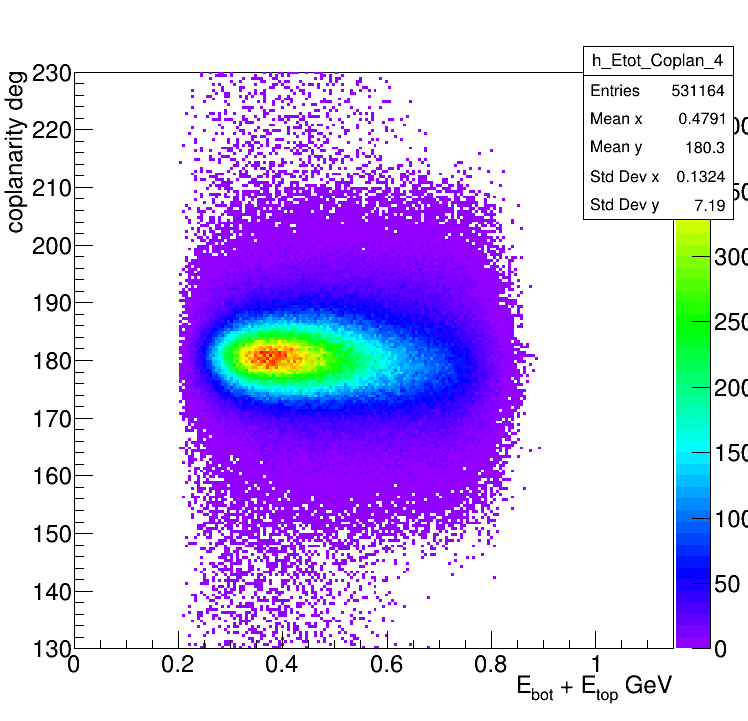 h_Etot_Coplan_4
Entries 531164
Mean x 0.4791
Mean y 180.3
Std Dev x 0.1324
Std Dev y 7.19
coplanarity deg
230
220
210
200
190
180
170
160
150
140
130
0 0.2 0.4 0.6 0.8 1
E_bot + E_top GeV
300
250
200
150
100
50
0